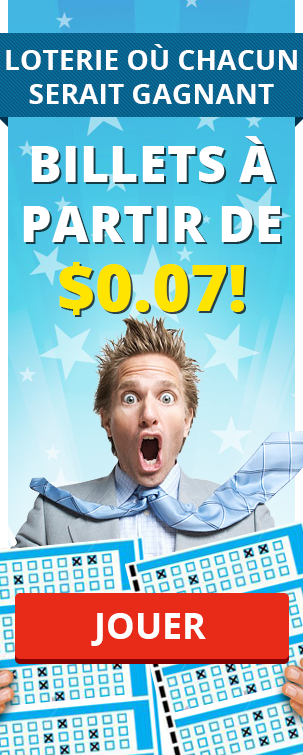 LOTERIE OÙ CHACUN
SERAIT GAGNANT
BILLETS À
PARTIR DE
$0.07!
JOUER